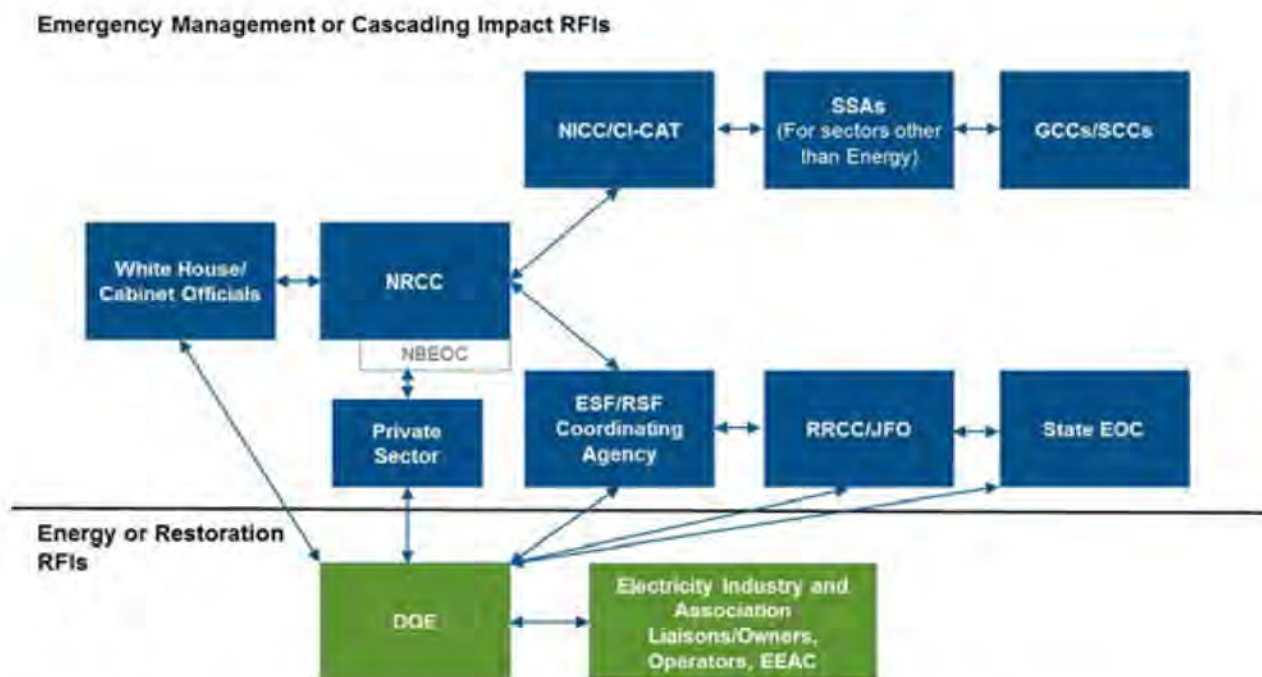 Emergency Management or Cascading Impact RFIs
NICC/CI-CAT
SSAs
(For sectors other
than Energy)
GCCs/SCCs
White House/
Cabinet Officials
NRCC
NBEOC
Private
Sector
ESF/RSF
Coordinating
Agency
RRCC/JFO
State EOC
Energy or Restoration
RFIs
DOE
Electricity Industry and
Association
Liaisons/Owners,
Operators, EEAC